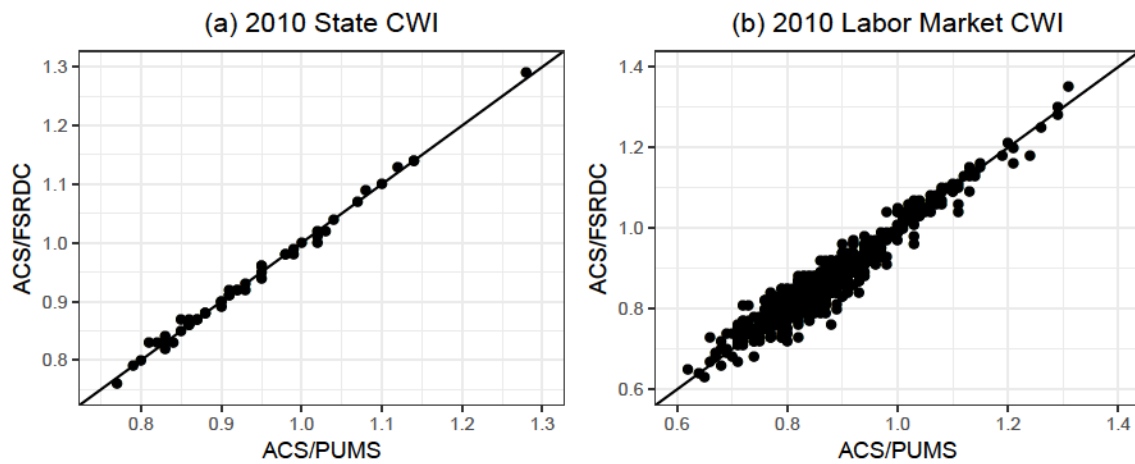 (a) 2010 State CWI
1.3
1.2
1.1
1.0
0.9
0.8
ACS/FSRDC
0.8 0.9 1.0 1.1 1.2 1.3
ACS/PUMS
(b) 2010 Labor Market CWI
1.4
1.2
1.0
0.8
0.6
ACS/FSRDC
0.6 0.8 1.0 1.2 1.4
ACS/PUMS